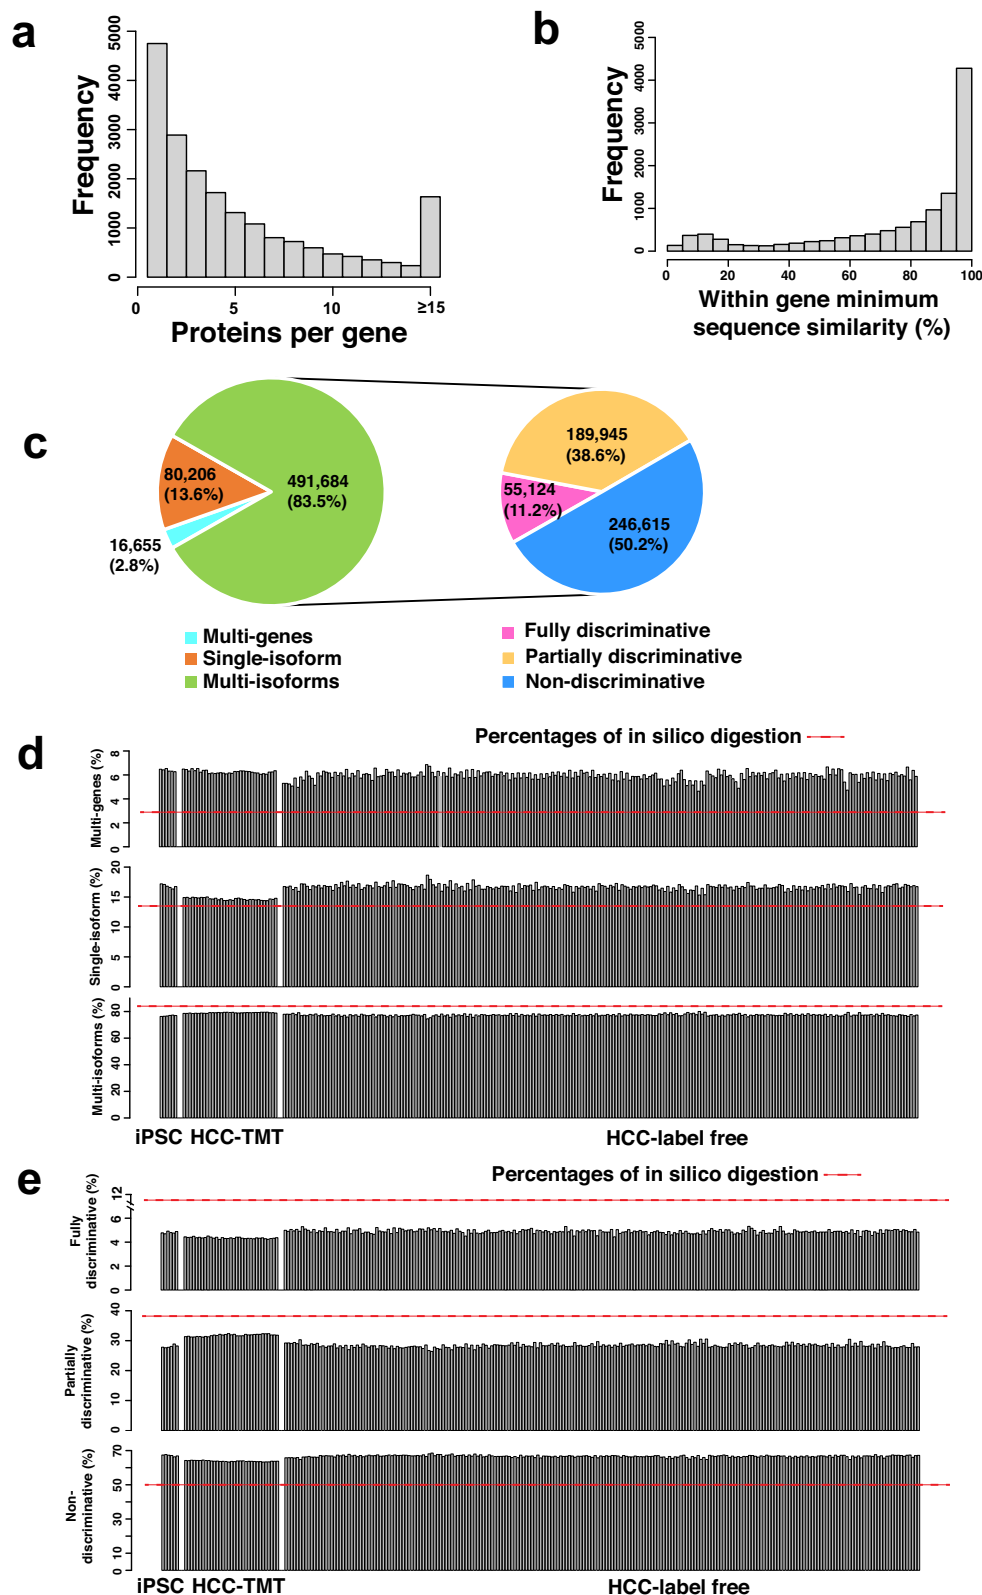 a
Frequency
0
1000
2000
3000
4000
5000
0
5
10
≥15
Proteins per gene
b
Frequency
0
1000
2000
3000
4000
5000
0
20
40
60
80
100
Within gene minimum
sequence similarity (%)
c
80,206
(13.6%)
491,684
(83.5%)
16,655
(2.8%)
189,945
(38.6%)
55,124
(11.2%)
246,615
(50.2%)
Multi-genes
Single-isoform
Multi-isoforms
Fully discriminative
Partially discriminative
Non-discriminative
d
Percentages of in silico digestion
Multi-genes (%)
0
2
4
6
8
Single-isoform (%)
0
5
10
15
20
Multi-isoforms (%)
0
20
40
60
80
iPSC HCC-TMT
HCC-label free
e
Percentages of in silico digestion
Fully
discriminative (%)
0
2
4
6
12
Partially
discriminative (%)
0
10
20
30
40
Non-
discriminative (%)
0
10
30
50
70
iPSC HCC-TMT
HCC-label free